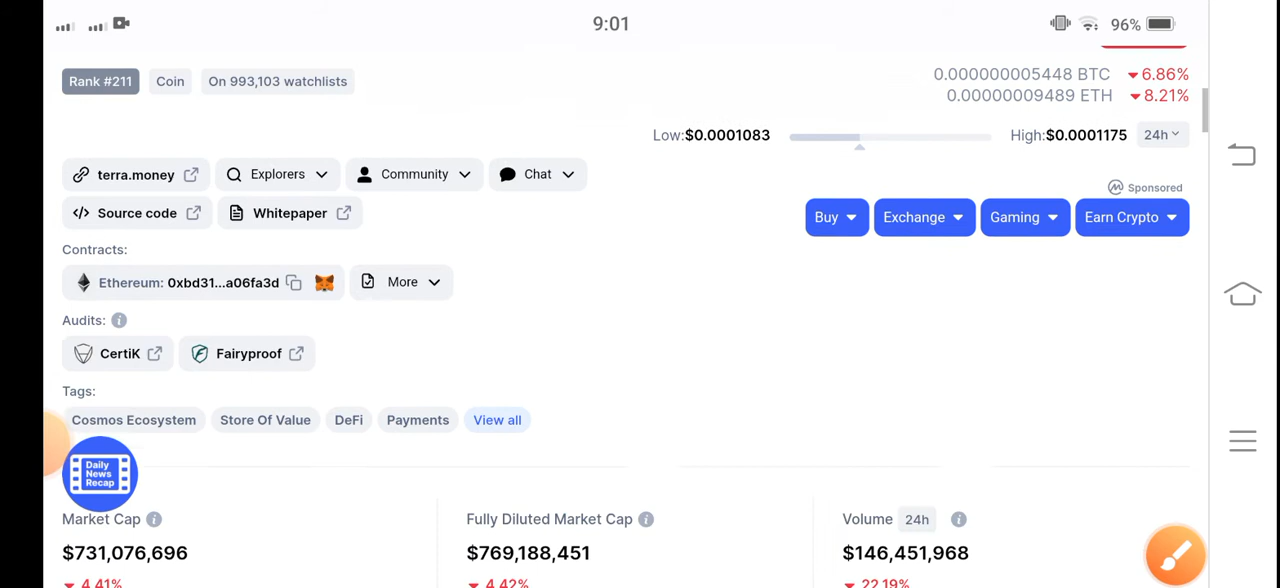 9:01
96%
Rank #211 Coin On 993,103 watchlists
0.000000005448 BTC 6.86%
0.00000009489 ETH 8.21%
Low:$0.0001083 High:$0.0001175 24h
terra.money Explorers Community Chat
Sponsored
Source code Whitepaper
Buy Exchange Gaming Earn Crypto
Contracts:
Ethereum: 0xbd31...a06fa3d More
Audits:
CertiK Fairyproof
Tags:
Cosmos Ecosystem Store Of Value DeFi Payments View all
Daily
News
Recap
Market Cap Fully Diluted Market Cap Volume 24h
$731,076,696 $769,188,451 $146,451,968
4.41% 4.42% 22.19%